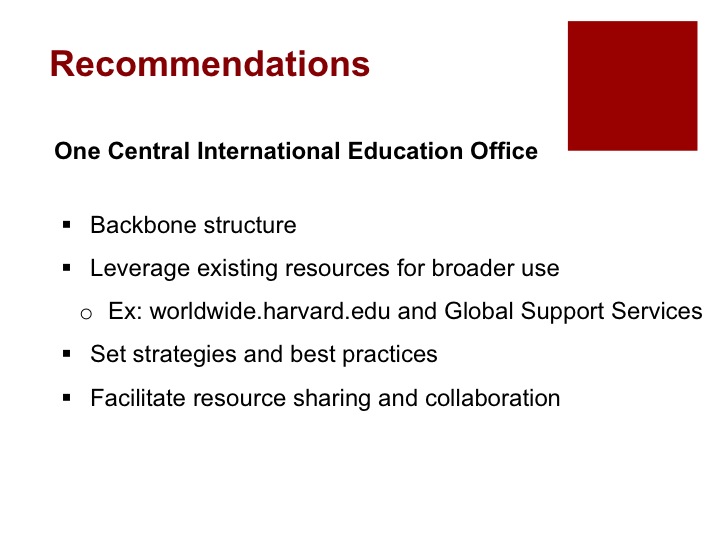 Recommendations
One Central International Education Office
▪ Backbone structure
▪ Leverage existing resources for broader use
o Ex: worldwide.harvard.edu and Global Support Services
▪ Set strategies and best practices
▪ Facilitate resource sharing and collaboration